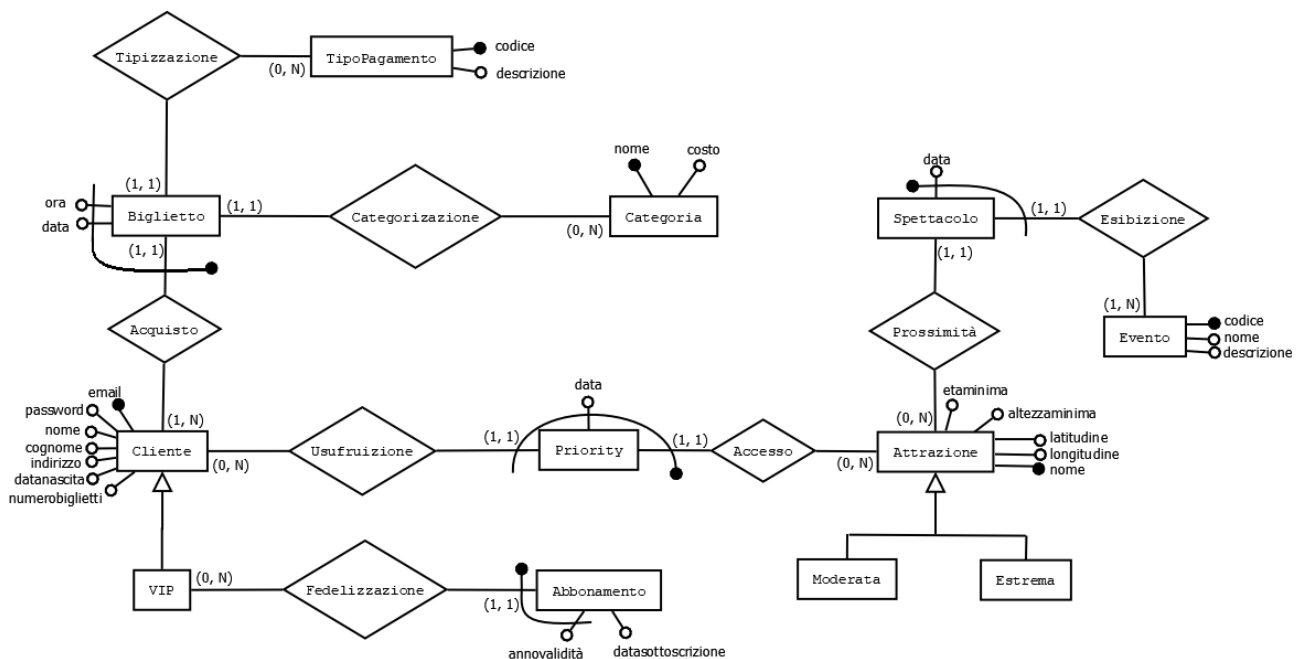 codice
Tipizzazione
TipoPagamento
(0, N)
descrizione
nome
costo
data
(1, 1)
ora
Biglietto
(1, 1)
Categorizazione
Categoria
Spettacolo
(1, 1)
Esibizione
data
(0, N)
(1, 1)
(1, 1)
(1, N)
codice
Acquisto
Prossimità
Evento
nome
descrizione
email
data
etaminima
password
(1, N)
(0, N)
altezzaminima
nome
latitudine
cognome
Cliente
Usufruizione
(1, 1)
Priority
(1, 1)
Accesso
Attrazione
longitudine
indirizzo
(0, N)
(0, N)
nome
datanascita
numerobiglietti
(0, N)
Moderata
Estrema
VIP
Fedelizzazione
Abbonamento
(1, 1)
annovalidità
datasottoscrizione